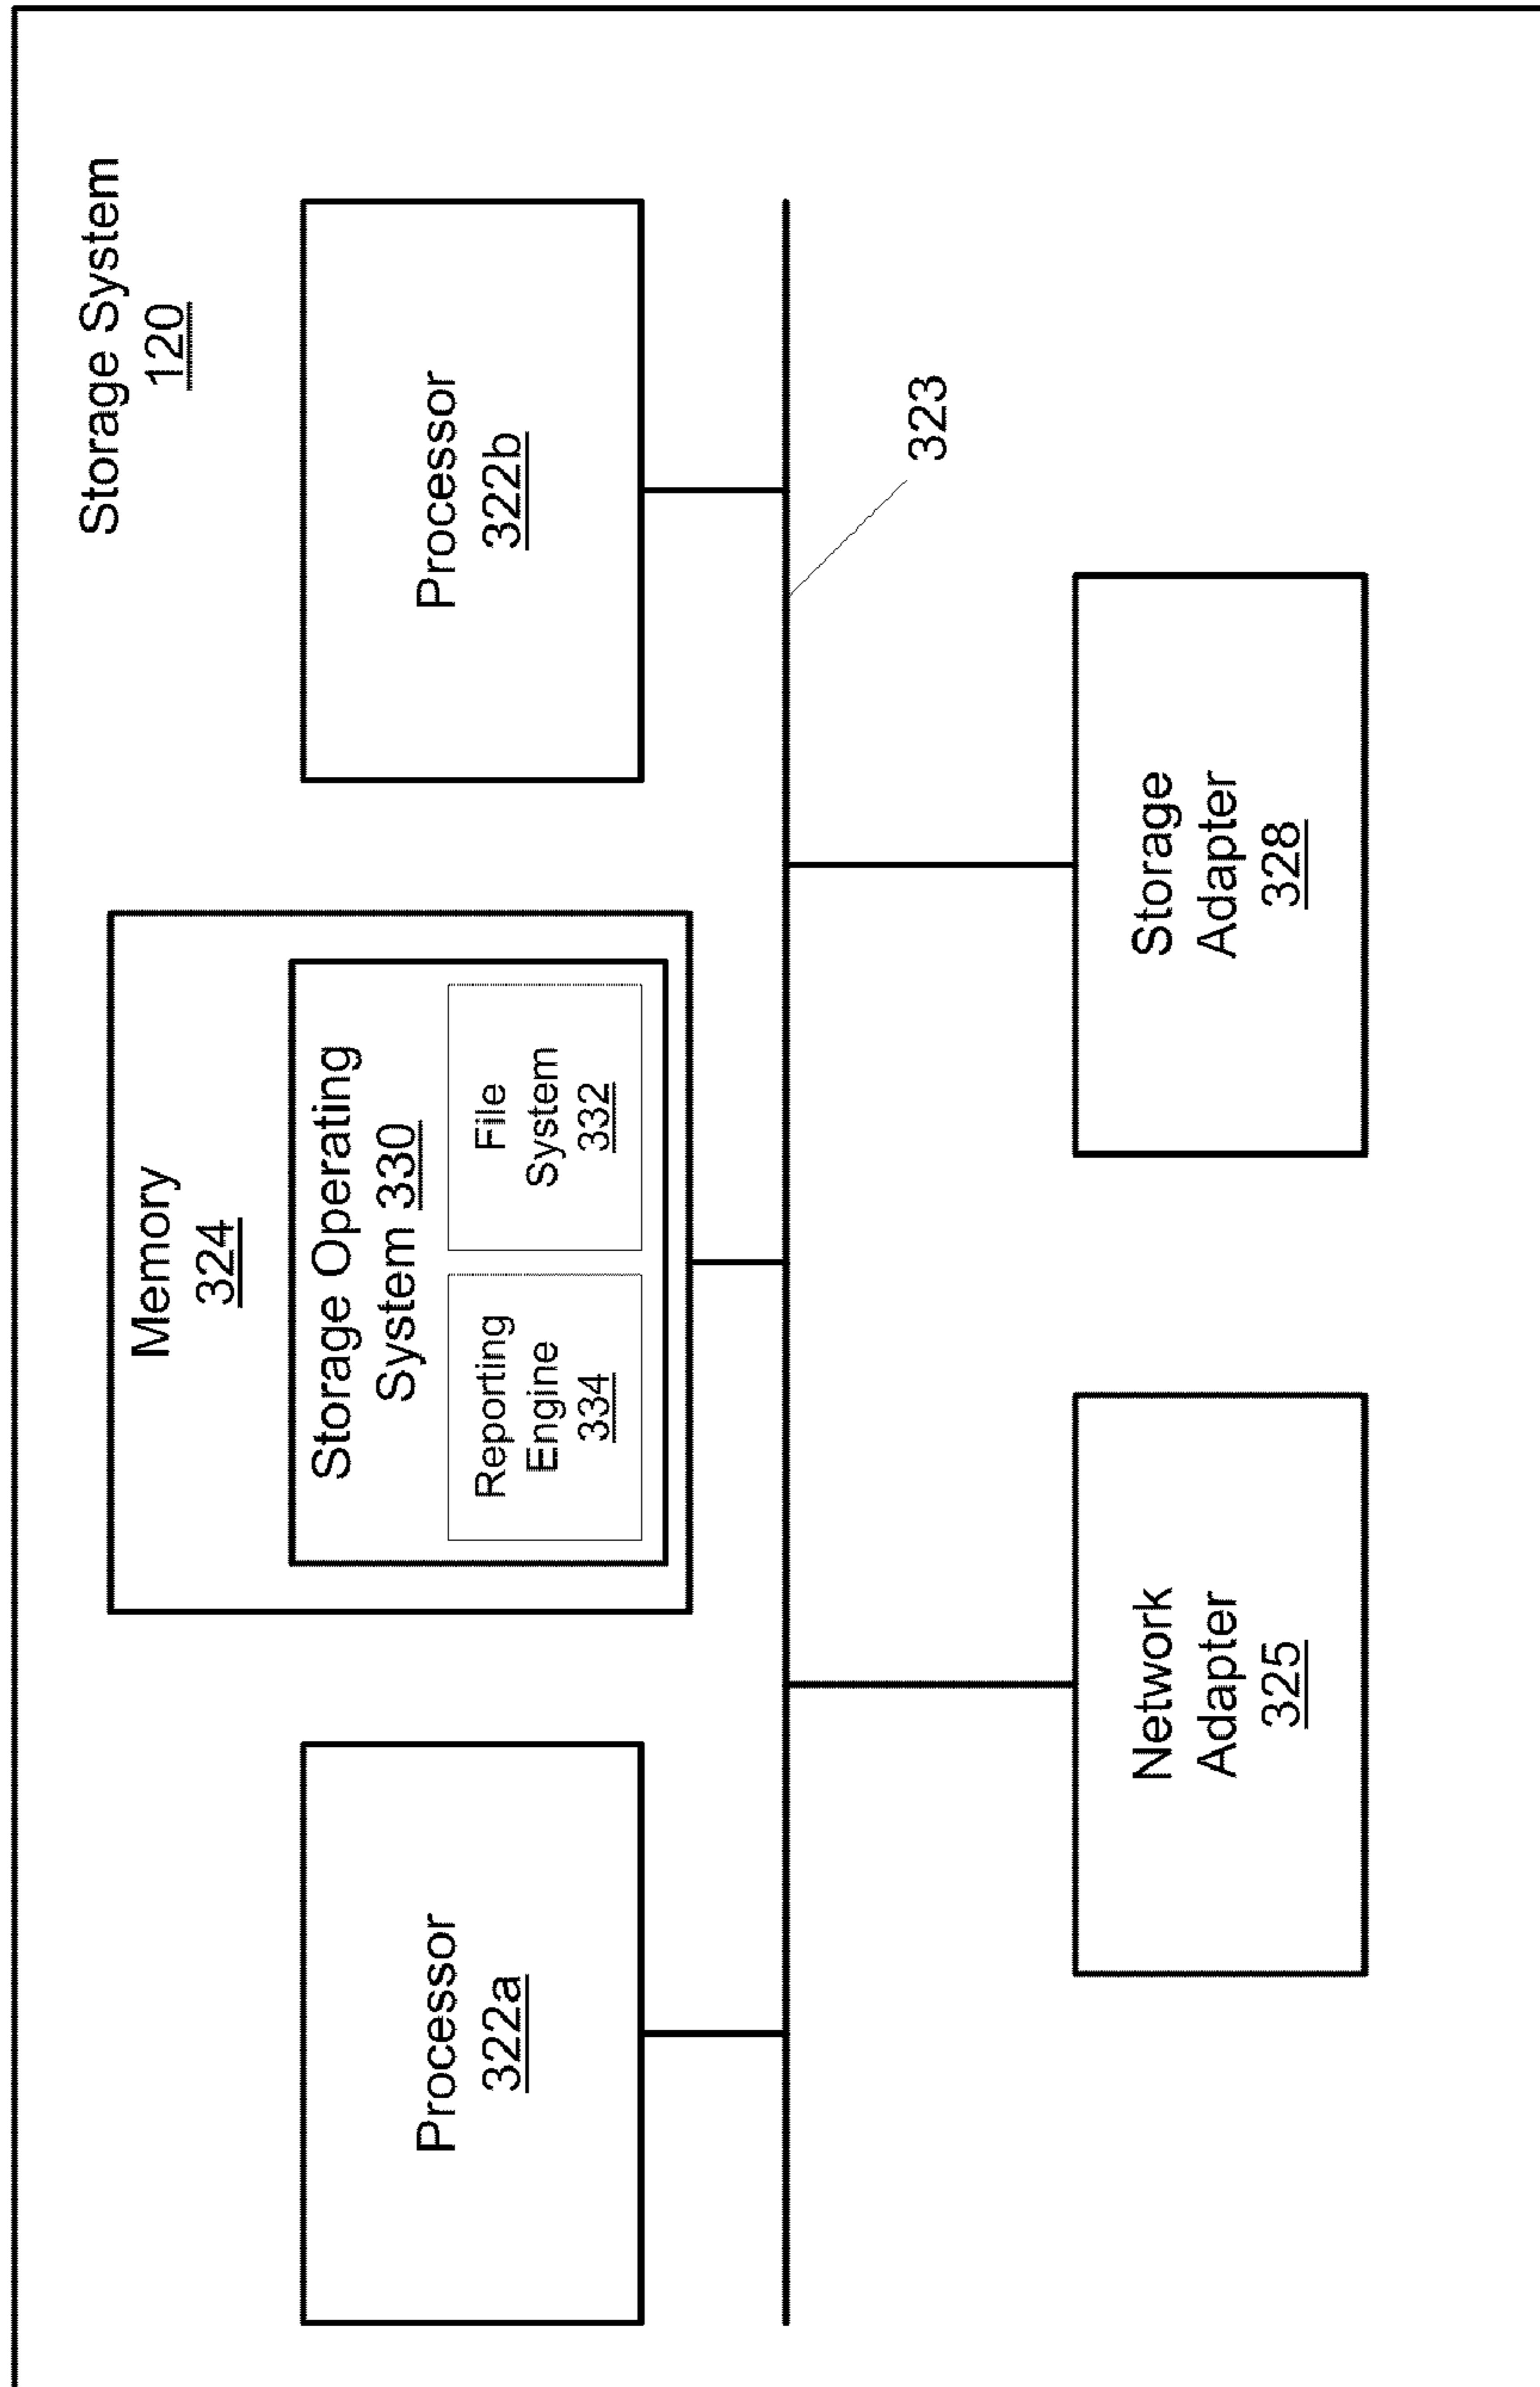 Storage System
120
Processor
322a
Memory
324
Storage Operating
System 330
Reporting
Engine
334
File
System
332
Processor
322b
323
Network
Adapter
325
Storage
Adapter
328